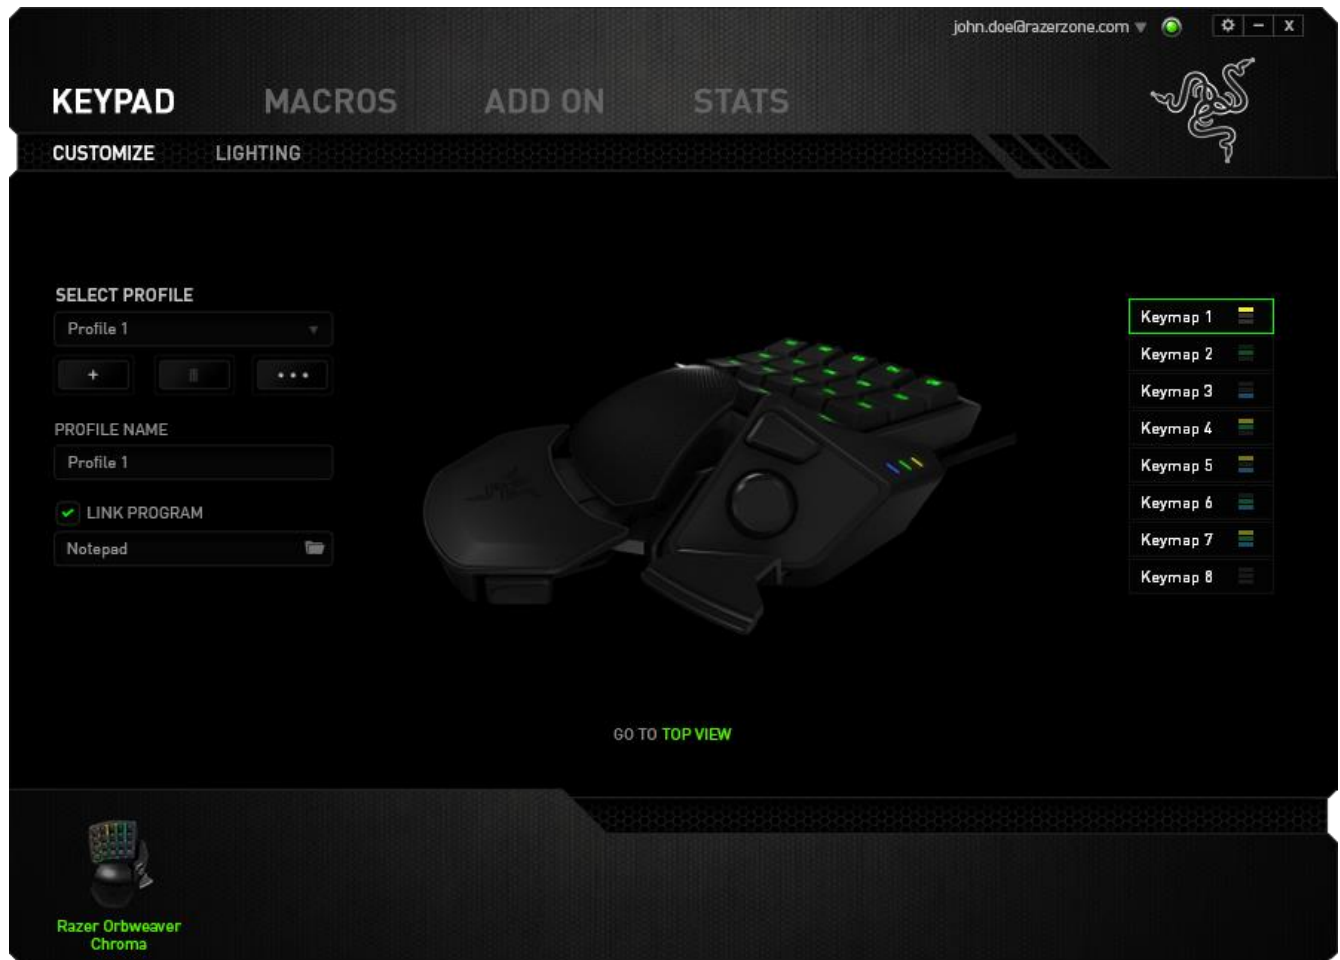 john.doe@razerzone.com
KEYPAD MACROS ADD ON STATS
CUSTOMIZE LIGHTING
SELECT PROFILE
Profile 1
PROFILE NAME
Profile 1
LINK PROGRAM
Notepad
Keymap 1
Keymap 2
Keymap 3
Keymap 4
Keymap 5
Keymap 6
Keymap 7
Keymap 8
GO TO TOP VIEW
Razer Orbweaver
Chroma